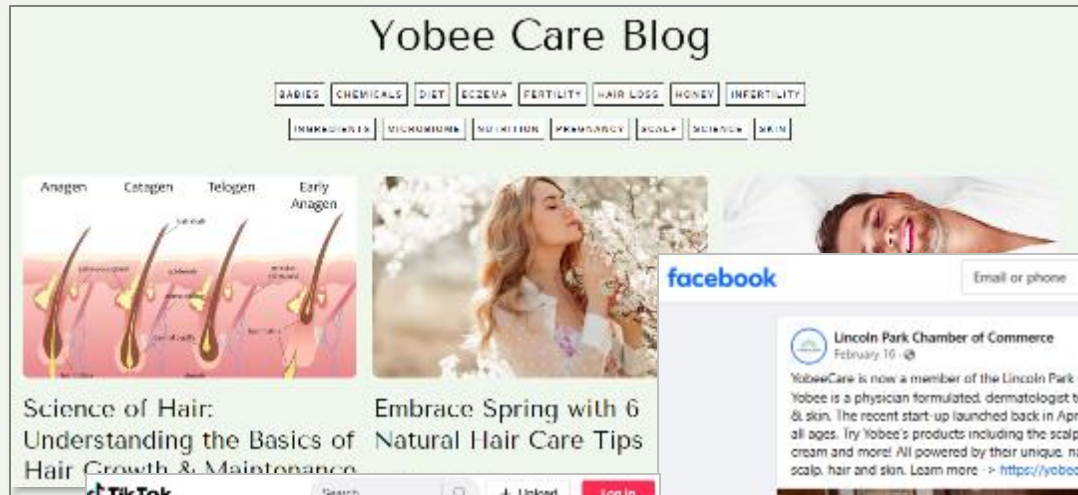 Yobee Care Blog
BABIES CHEMICALS DIET ECZEMA FERTILITY HAIR LOSS HONEY INFERTILITY
INGREDIENTS MICROBIOME NUTRITION PREGNANCY SCALP SCIENCE SKIN
Anagen Catagen Telogen Early
Anagen
Science of Hair:
Understanding the Basics of
Hair Growth & Maintenance
Embrace Spring with 6
Natural Hair Care Tips
facebook
Email or phone
Lincoln Park Chamber of Commerce
February 16
YobeeCare is now a member of the Lincoln Park
Yobee is a physician formulated, dermatologist
& skin. The recent start-up launched back in
all ages. Try Yobee's products including the
cream and more! All powered by their unique,
scalp, hair and skin. Learn more -> https://yobee
TikTok
Search
+ Upload
Log in